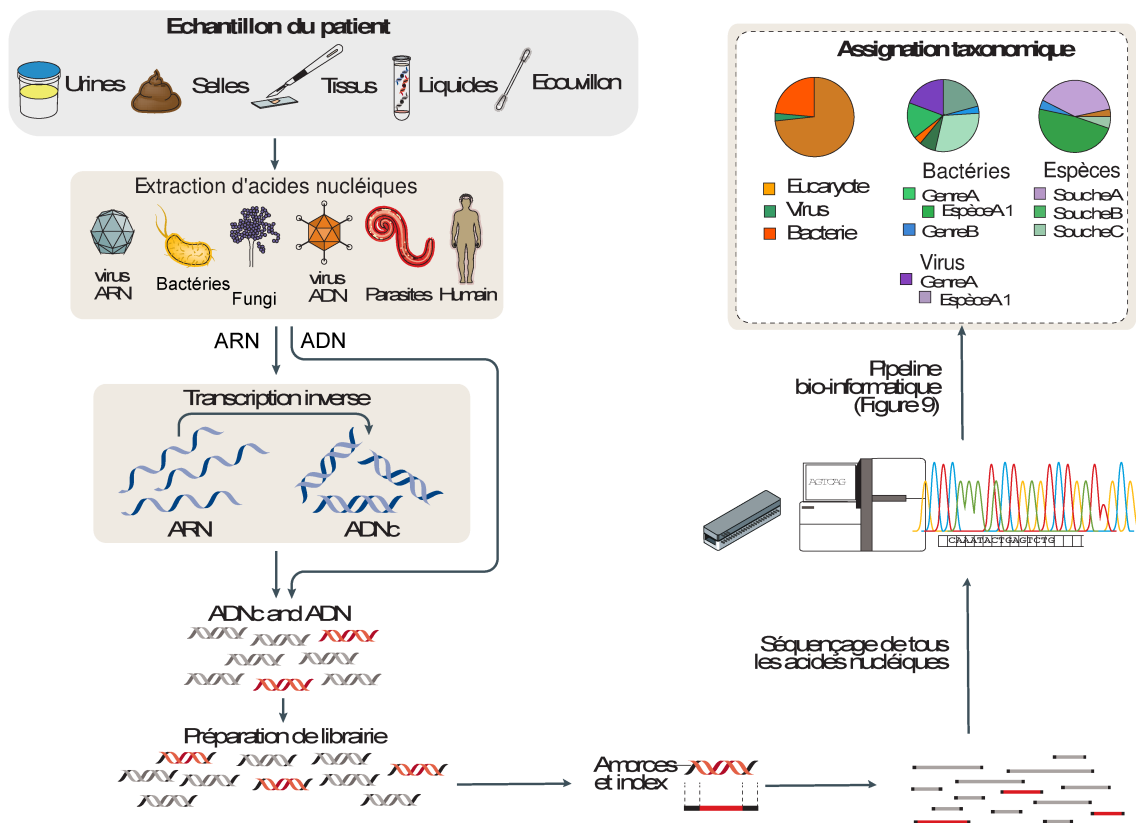 Echantillon du patient
Urines
Selles
Tissus
Liquides
Ecouvillon
Extraction d'acides nucléiques
virus
ARN
Bactéries
Fungi
virus
ADN
Parasites
Humain
ARN
ADN
Transcription inverse
ARN
ADNc
ADNc and ADN
Préparation de librairie
Amorces
et index
Séquençage de tous
les acides nucléiques
AGTCAG
CAAATACTGAGTCTG
Pipeline
bio-informatique
(Figure 9)
Assignation taxonomique
Eucaryote
Virus
Bacterie
Bactéries
GenreA
EspèceA1
GenreB
Virus
GenreA
EspèceA1
Espèces
SoucheA
SoucheB
SoucheC